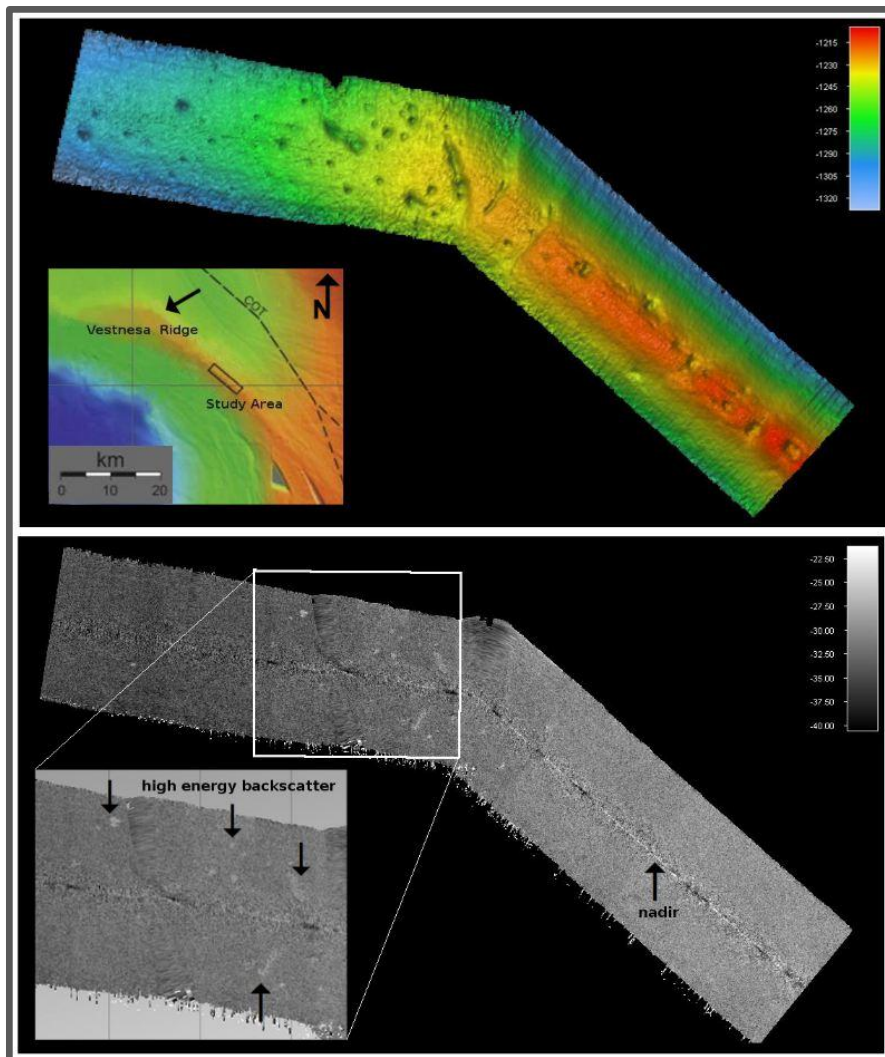 -1215
-1230
-1245
-1260
-1275
-1290
-1305
-1320
COT
N
Vestnesa Ridge
Study Area
km
0 10 20
-22.50
-25.00
-27.50
-30.00
-32.50
-35.00
-37.50
-40.00
high energy backscatter
nadir